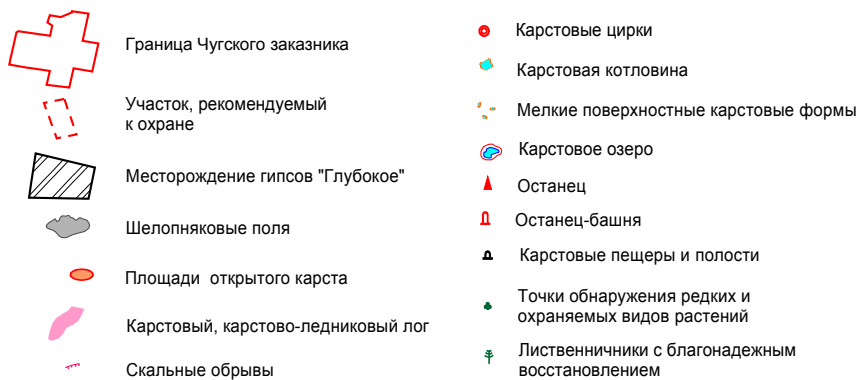 Граница Чугского заказника
Участок, рекомендуемый
к охране
Месторождение гипсов "Глубокое"
Шелопняковые поля
Площади открытого карста
Карстовый, карстово-ледниковый лог
Скальные обрывы
Карстовые цирки
Карстовая котловина
Мелкие поверхностные карстовые формы
Карстовое озеро
Останец
Останец-башня
Карстовые пещеры и полости
Точки обнаружения редких и
охраняемых видов растений
Лиственничники с благонадежным
восстановлением